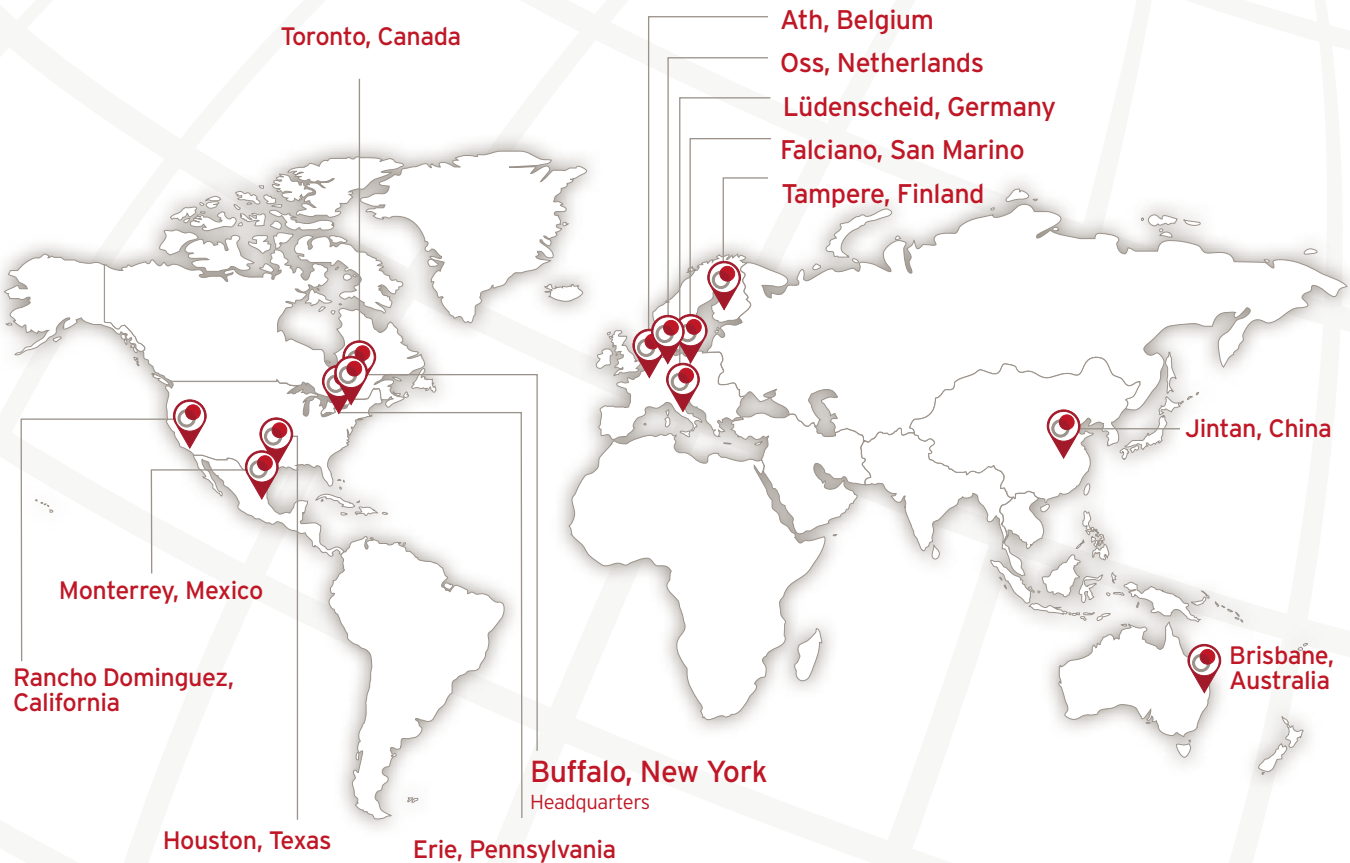 Toronto, Canada
Ath, Belgium
Oss, Netherlands
Lüdenscheid, Germany
Falciano, San Marino
Tampere, Finland
Jintan, China
Monterrey, Mexico
Rancho Dominguez,
California
Brisbane,
Australia
Buffalo, New York
Headquarters
Houston, Texas
Erie, Pennsylvania